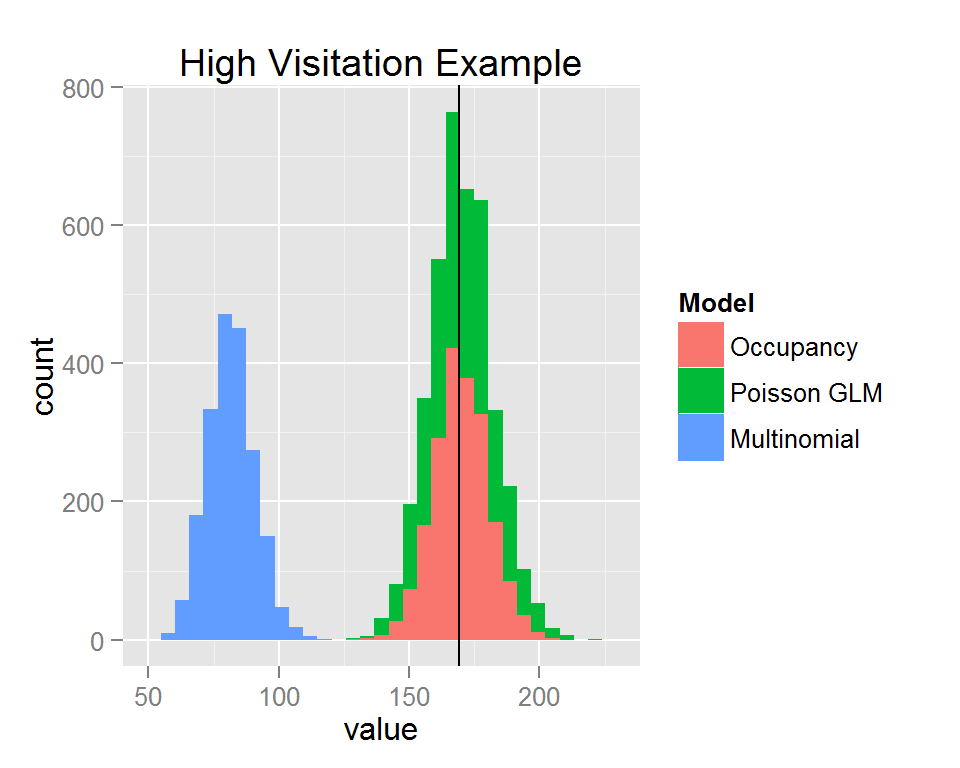 High Visitation Example
800
600
400
200
0
count
50 100 150 200
value
Model
Occupancy
Poisson GLM
Multinomial